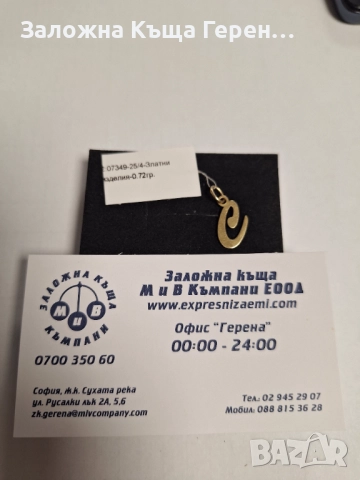 Заложна Къща Герен...
:07349-25/4-Златни
изделия-0.72гр.
ЗАЛОЖНА КЪЩА
М и В
КЪМПАНИ
0700 350 60
Заложна къща
М и В Къмпани ЕООД
www.expresnizaemi.com
Офис "Герена"
00:00 - 24:00
София, ж.к. Сухата река
ул. Русалки лък 2А, 5,6
zk.gerena@mivcompany.com
Тел.: 02 945 29 07
Мобил: 088 815 36 28
bazar